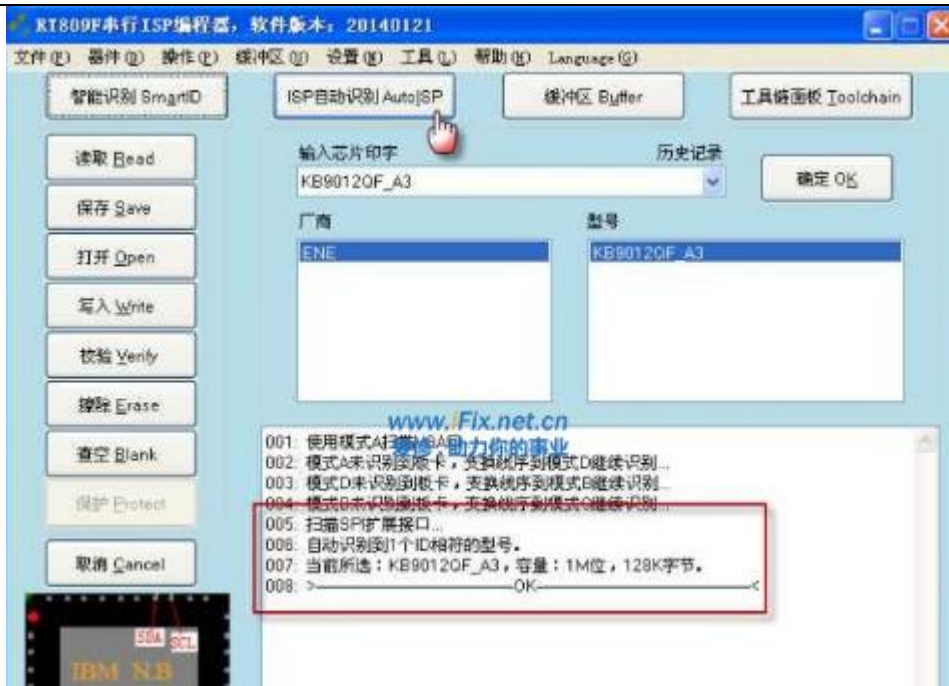 RT809F串行ISP编程器，软件版本：20140121
文件(F) 器件(D) 操作(P) 缓冲区(U) 设置(W) 工具(L) 帮助(H) Language(G)
智能识别 SmartID
ISP自动识别 AutoISP
缓冲区 Buffer
工具链面板 Toolchain
读取 Read
保存 Save
打开 Open
写入 Write
校验 Verify
擦除 Erase
查空 Blank
保护 Protect
取消 Cancel
输入芯片印字
历史记录
KB9012QF_A3
确定 OK
厂商
型号
ENE
KB9012QF_A3
www.iFix.net.cn
爱修·助力你的事业
001: 使用模式A扫描VGA口
002: 模式A未识别到板卡，变换线序到模式D继续识别...
003: 模式D未识别到板卡，变换线序到模式B继续识别...
004: 模式B未识别到板卡，变换线序到模式C继续识别...
005: 扫描SPI扩展接口...
006: 自动识别到1个ID相符的型号。
007: 当前所选：KB9012QF_A3，容量：1M位，128K字节。
008: >————————OK————————<
SDA
SCL
IBM N.B